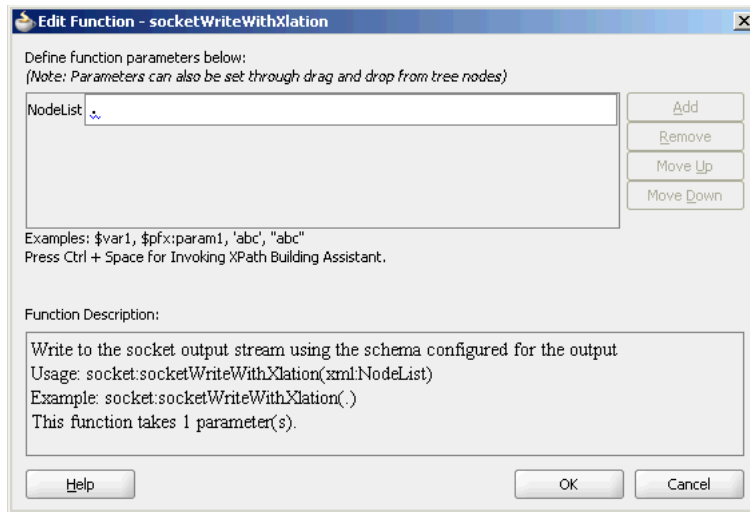 Edit Function - socketWriteWithXlation
Define function parameters below:
(Note: Parameters can also be set through drag and drop from tree nodes)
NodeList .
Add
Remove
Move Up
Move Down
Examples: $var1, $pfx:param1, 'abc', "abc"
Press Ctrl + Space for Invoking XPath Building Assistant.
Function Description:
Write to the socket output stream using the schema configured for the output
Usage: socket:socketWriteWithXlation(xml:NodeList)
Example: socket:socketWriteWithXlation(.)
This function takes 1 parameter(s).
Help OK Cancel